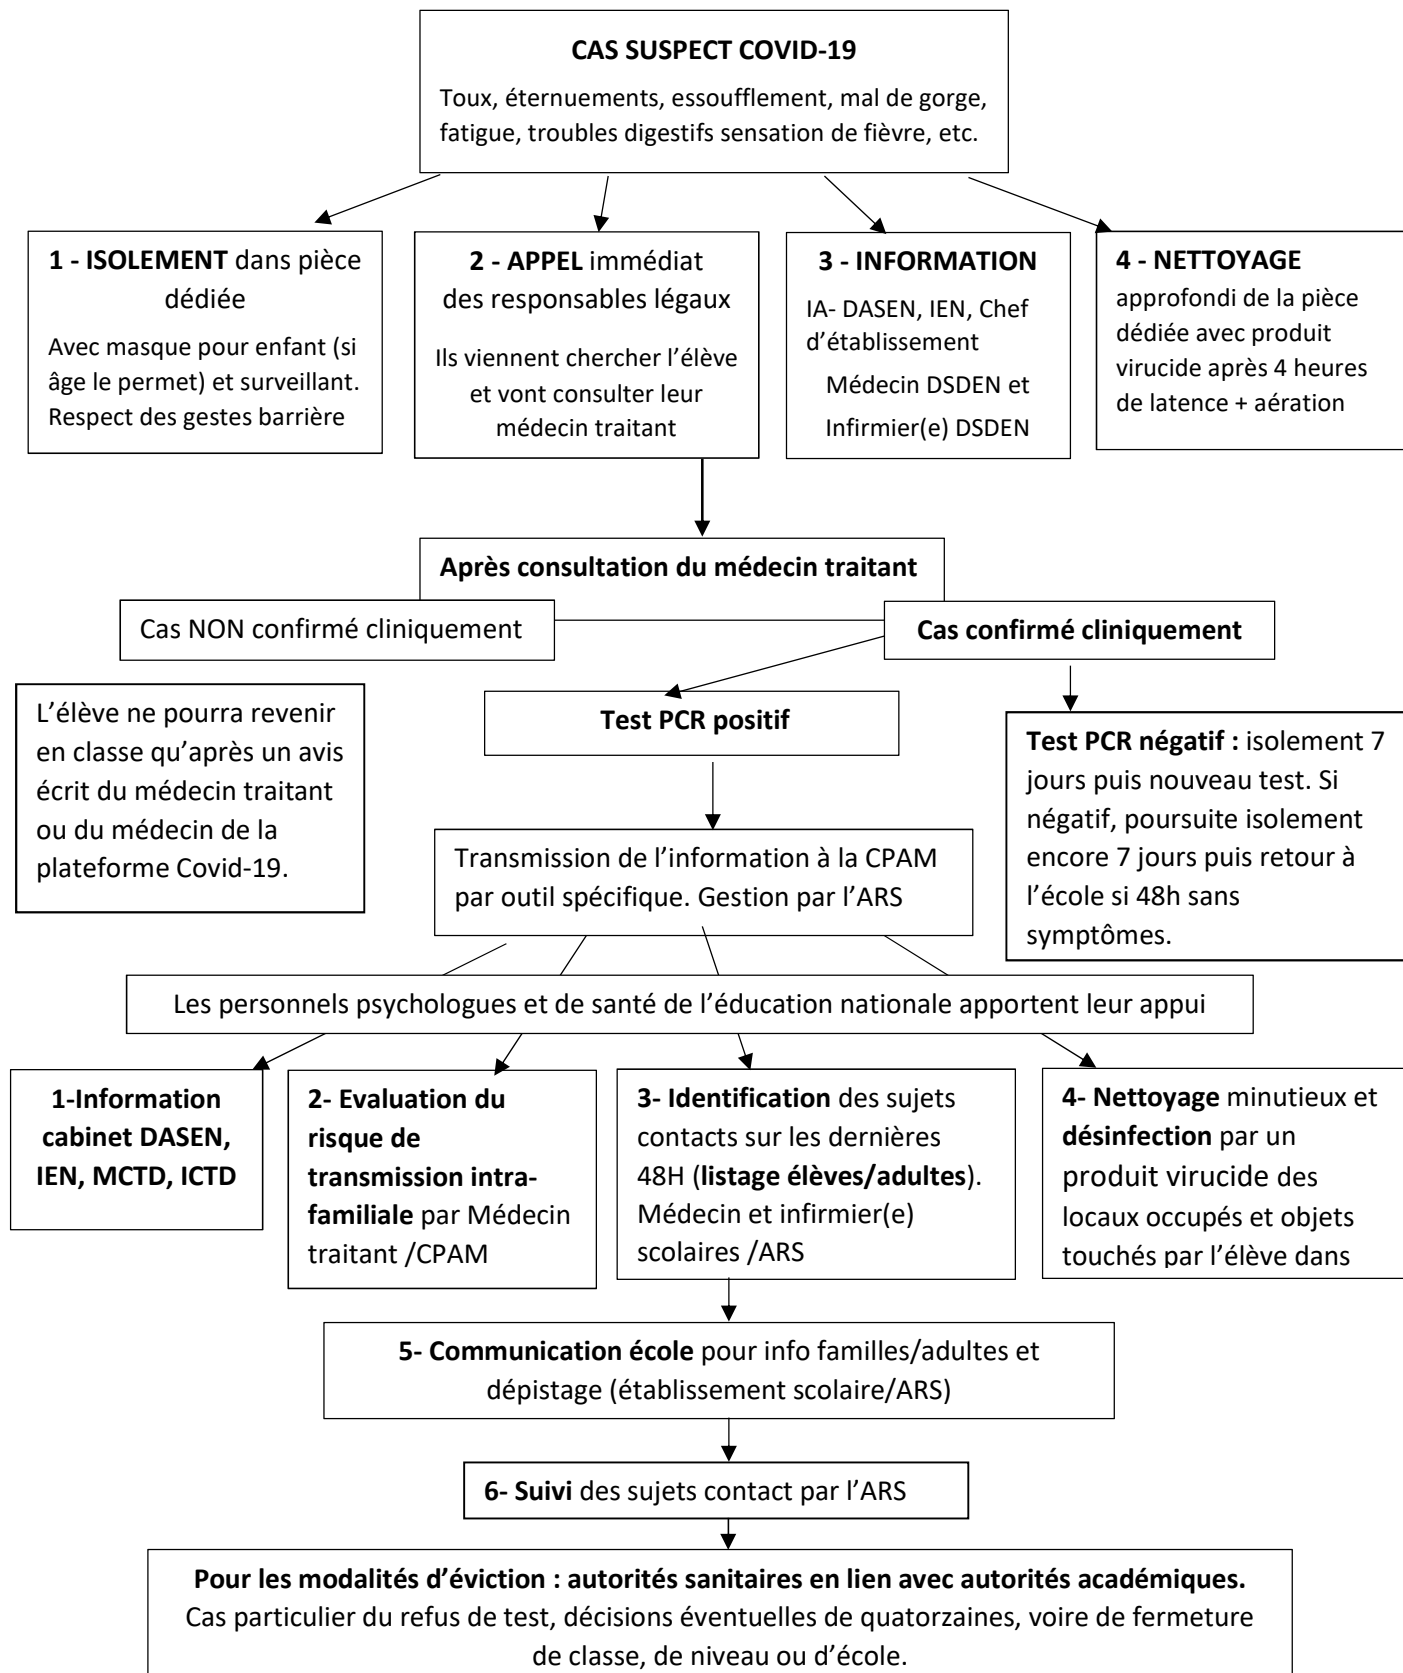 CAS SUSPECT COVID-19
Toux, éternuements, essoufflement, mal de gorge,
fatigue, troubles digestifs sensation de fièvre, etc.
1 - ISOLEMENT dans pièce
dédiée
Avec masque pour enfant (si
âge le permet) et surveillant.
Respect des gestes barrière
2 - APPEL immédiat
des responsables légaux
Ils viennent chercher l’élève
et vont consulter leur
médecin traitant
3 - INFORMATION
IA- DASEN, IEN, Chef
d’établissement
Médecin DSDEN et
Infirmier(e) DSDEN
4 - NETTOYAGE
approfondi de la pièce
dédiée avec produit
virucide après 4 heures
de latence + aération
Après consultation du médecin traitant
Cas NON confirmé cliniquement
Cas confirmé cliniquement
L’élève ne pourra revenir
en classe qu’après un avis
écrit du médecin traitant
ou du médecin de la
plateforme Covid-19.
Test PCR positif
Test PCR négatif : isolement 7
jours puis nouveau test. Si
négatif, poursuite isolement
encore 7 jours puis retour à
l’école si 48h sans
symptômes.
Transmission de l’information à la CPAM
par outil spécifique. Gestion par l’ARS
Les personnels psychologues et de santé de l’éducation nationale apportent leur appui
1-Information
cabinet DASEN,
IEN, MCTD, ICTD
2- Evaluation du
risque de
transmission intra-
familiale par Médecin
traitant /CPAM
3- Identification des sujets
contacts sur les dernières
48H (listage élèves/adultes).
Médecin et infirmier(e)
scolaires /ARS
4- Nettoyage minutieux et
désinfection par un
produit virucide des
locaux occupés et objets
touchés par l’élève dans
5- Communication école pour info familles/adultes et
dépistage (établissement scolaire/ARS)
6- Suivi des sujets contact par l’ARS
Pour les modalités d’éviction : autorités sanitaires en lien avec autorités académiques.
Cas particulier du refus de test, décisions éventuelles de quatorzaines, voire de fermeture
de classe, de niveau ou d’école.